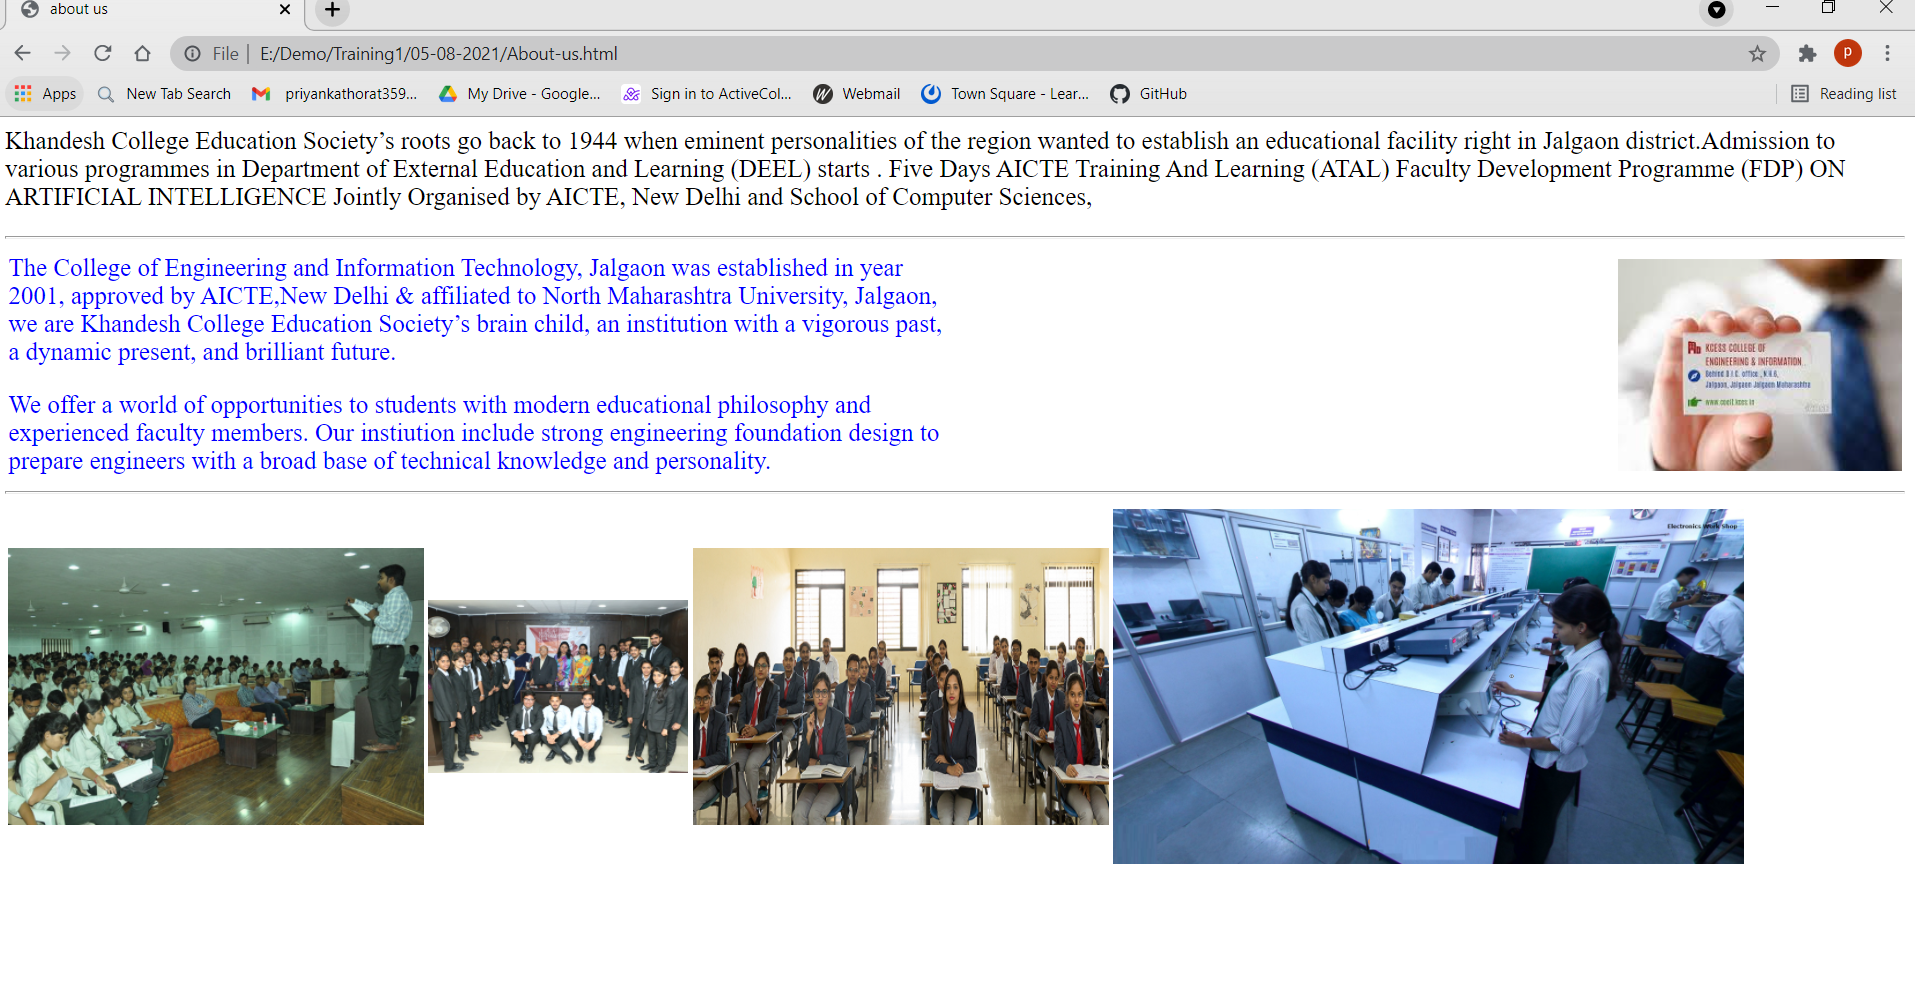 about us
File
E:/Demo/Training1/05-08-2021/About-us.html
P
Apps
New Tab Search
priyankathorat359...
My Drive - Google...
Sign in to ActiveCol...
Webmail
Town Square - Lear...
GitHub
Reading list
Khandesh College Education Society’s roots go back to 1944 when eminent personalities of the region wanted to establish an educational facility right in Jalgaon district.Admission to
various programmes in Department of External Education and Learning (DEEL) starts . Five Days AICTE Training And Learning (ATAL) Faculty Development Programme (FDP) ON
ARTIFICIAL INTELLIGENCE Jointly Organised by AICTE, New Delhi and School of Computer Sciences,
The College of Engineering and Information Technology, Jalgaon was established in year
2001, approved by AICTE,New Delhi & affiliated to North Maharashtra University, Jalgaon,
we are Khandesh College Education Society’s brain child, an institution with a vigorous past,
a dynamic present, and brilliant future.
We offer a world of opportunities to students with modern educational philosophy and
experienced faculty members. Our instiution include strong engineering foundation design to
prepare engineers with a broad base of technical knowledge and personality.
KCESS COLLEGE OF
ENGINEERING & INFORMATION..
Behind D.I.C. office , N.H.6,
Jalgaon, Jalgaon Jalgaon Maharashtra
Electronics Work Shop